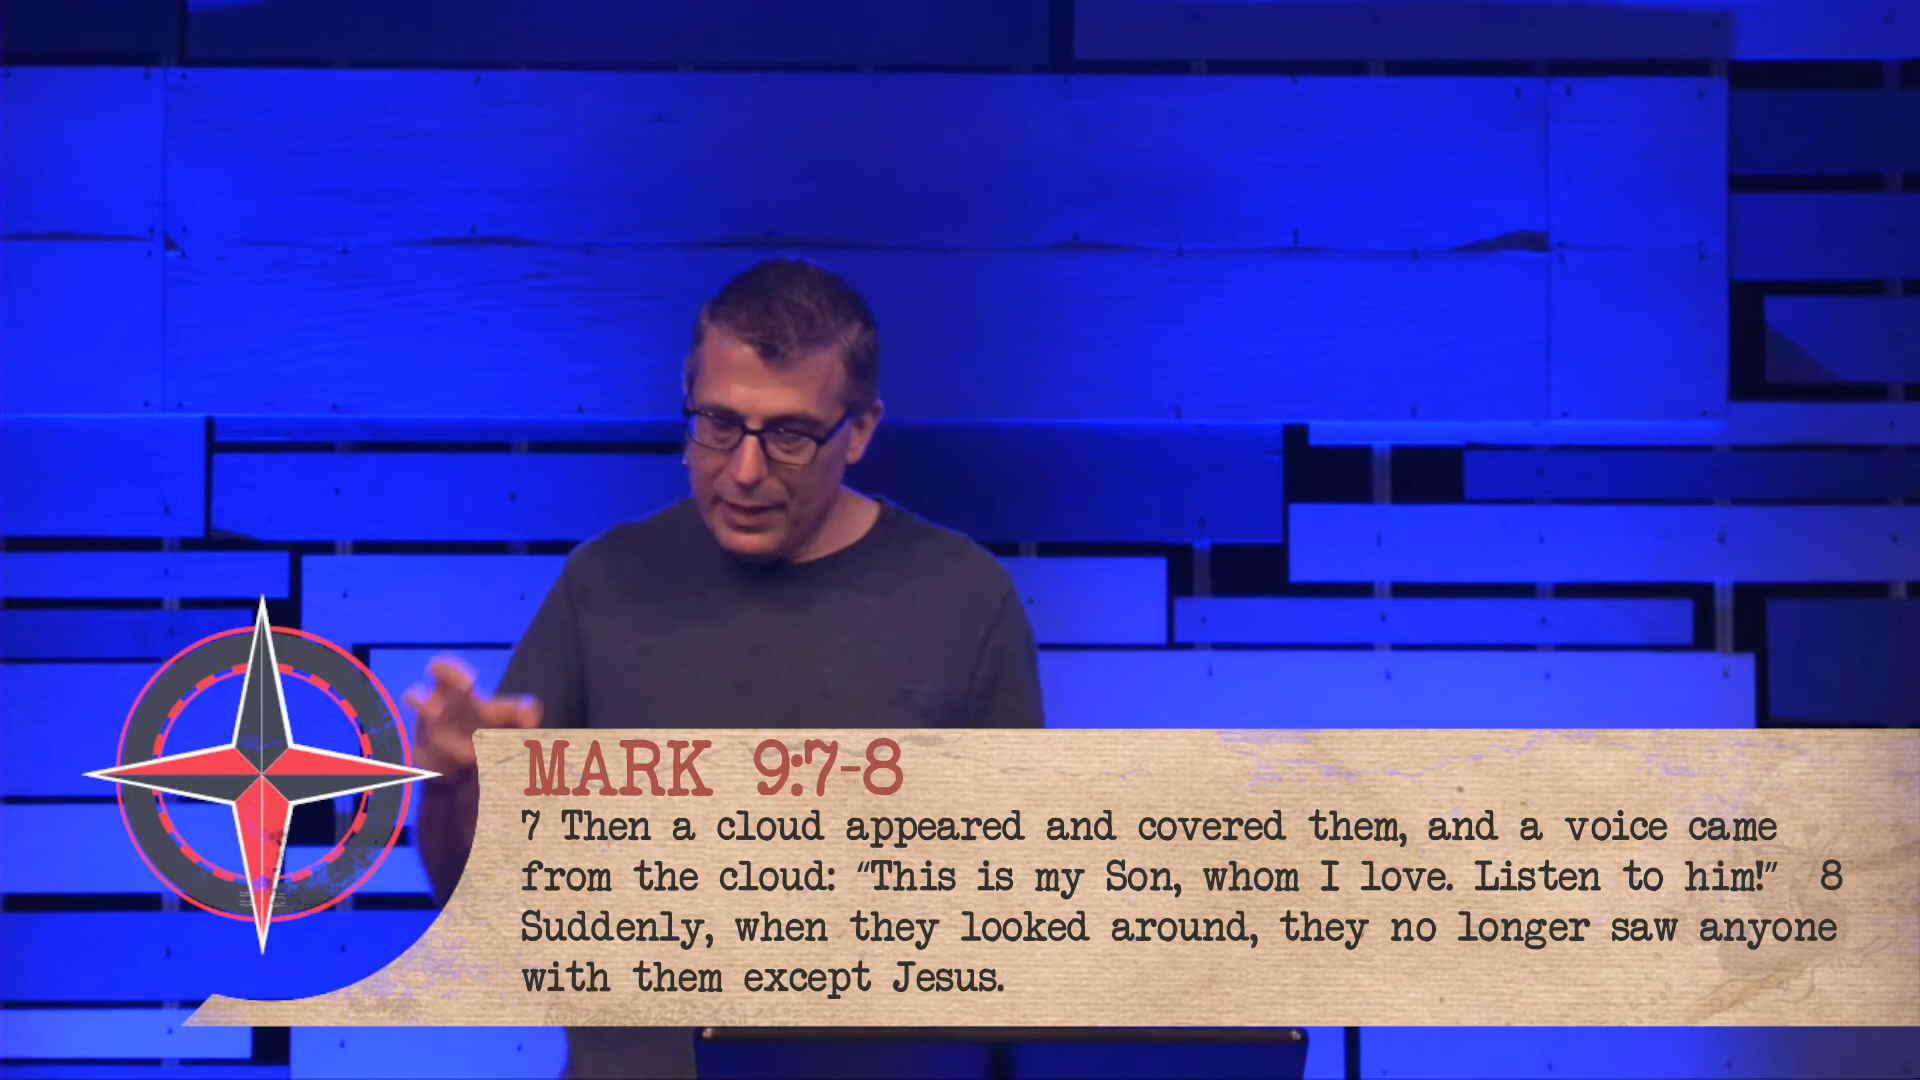 MARK 9:7-8
7 Then a cloud appeared and covered them, and a voice came
from the cloud: “This is my Son, whom I love. Listen to him!” 8
Suddenly, when they looked around, they no longer saw anyone
with them except Jesus.